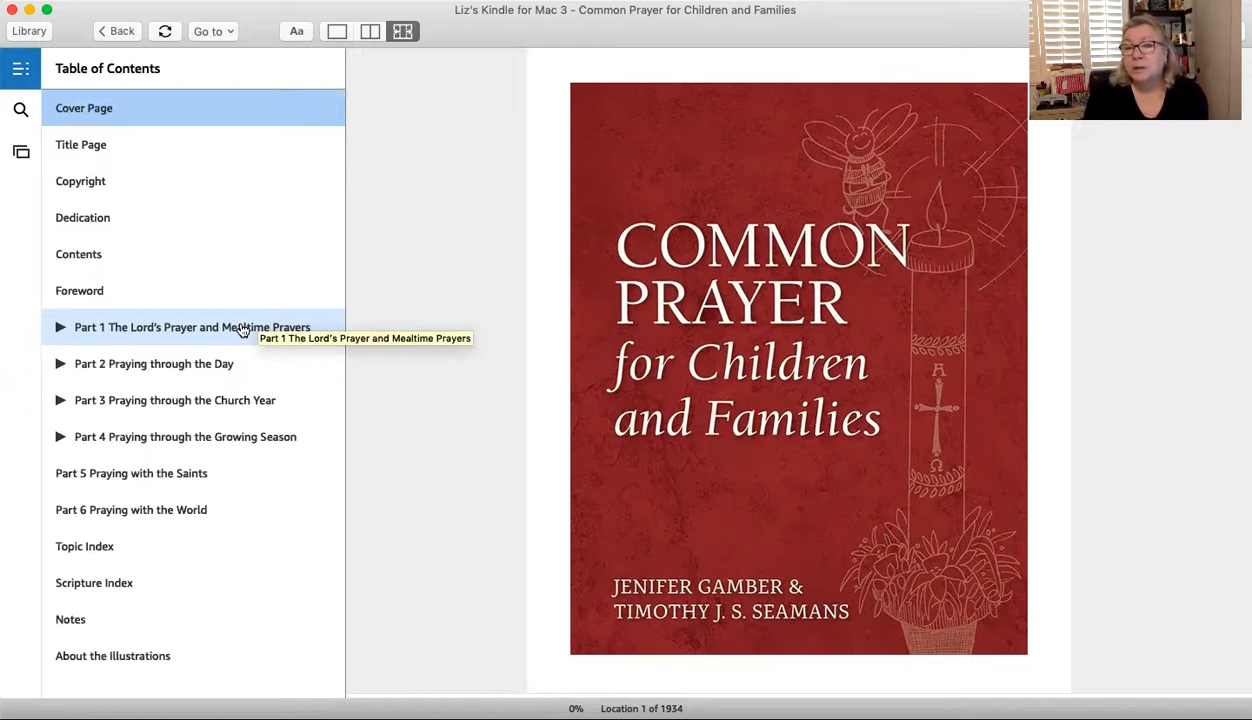 Liz's Kindle for Mac 3 - Common Prayer for Children and Families
Library
Back
Go to
Aa
Table of Contents
Cover Page
Title Page
Copyright
Dedication
Contents
Foreword
Part 1 The Lord's Prayer and Mealtime Prayers
Part 1 The Lord's Prayer and Mealtime Prayers
Part 2 Praying through the Day
Part 3 Praying through the Church Year
Part 4 Praying through the Growing Season
Part 5 Praying with the Saints
Part 6 Praying with the World
Topic Index
Scripture Index
Notes
About the Illustrations
COMMON
PRAYER
for Children
and Families
Α
Ω
JENIFER GAMBER &
TIMOTHY J. S. SEAMANS
0% Location 1 of 1934